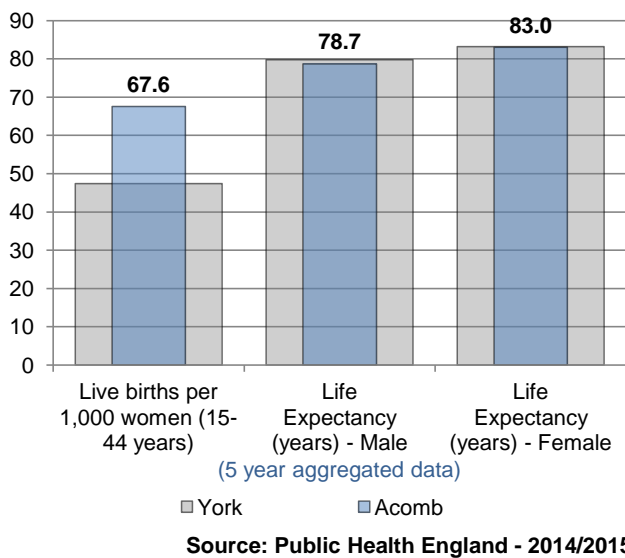 90
80
70
60
50
40
30
20
10
0
67.6
78.7
83.0
Live births per
1,000 women (15-
44 years)
Life
Expectancy
(years) - Male
Life
Expectancy
(years) - Female
(5 year aggregated data)
York
Acomb
Source: Public Health England - 2014/2015